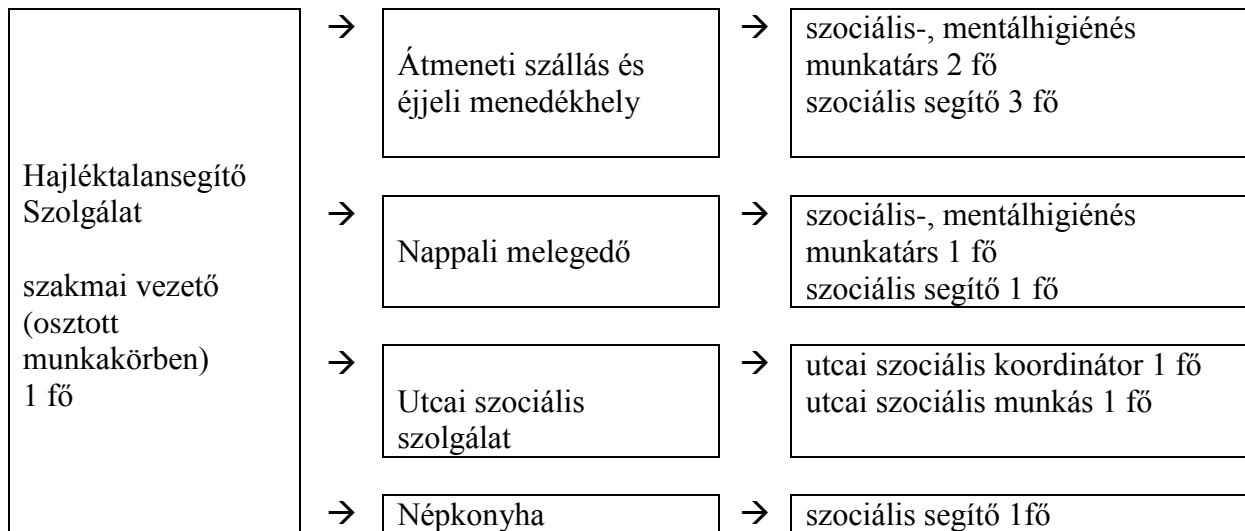 Hajléktalansegítő
Szolgálat
szakmai vezető
(osztott
munkakörben)
1 fő
→
Átmeneti szállás és
éjjeli menedékhely
→
szociális-, mentálhigiénés
munkatárs 2 fő
szociális segítő 3 fő
→
Nappali melegedő
→
szociális-, mentálhigiénés
munkatárs 1 fő
szociális segítő 1 fő
→
Utcai szociális
szolgálat
→
utcai szociális koordinátor 1 fő
utcai szociális munkás 1 fő
→
Népkonyha
→
szociális segítő 1fő